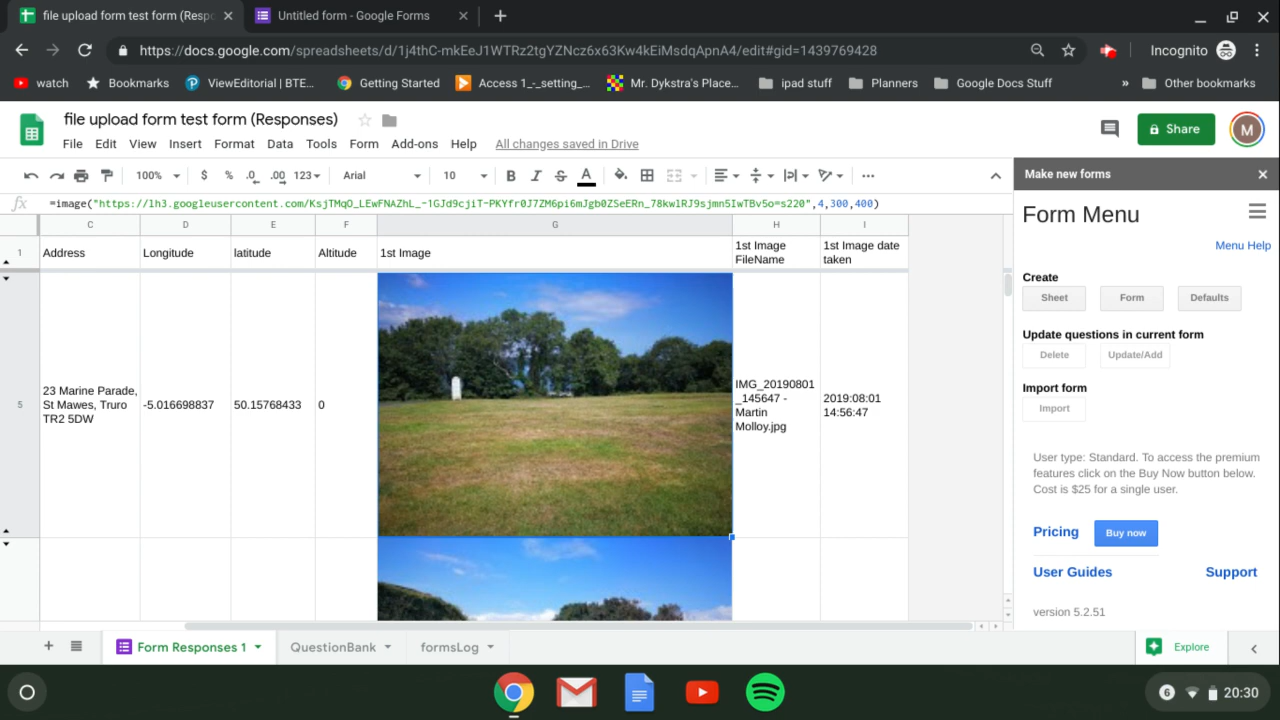 file upload form test form (Respo
Untitled form - Google Forms
https://docs.google.com/spreadsheets/d/1j4thC-mkEeJ1WTRz2tgYZNcz6x63Kw4kEiMsdqApnA4/edit#gid=1439769428
Incognito
watch
Bookmarks
ViewEditorial | BTE...
Getting Started
Access 1_-_setting_...
Mr. Dykstra's Place...
ipad stuff
Planners
Google Docs Stuff
»
Other bookmarks
file upload form test form (Responses)
Share
M
File Edit View Insert Format Data Tools Form Add-ons Help All changes saved in Drive
100% $ % .0 .00 123 Arial 10 B I S A
Make new forms
fx =image("https://lh3.googleusercontent.com/KsjTMqO_LEwFNAZhL_-1GJd9cjiT-PKYfr0J7ZM6pi6mJgb0ZSeERn_78kwlRJ9sjmn5IwTBv5o=s220",4,300,400)
C D E F G H I
1
Address
Longitude
latitude
Altitude
1st Image
1st Image
FileName
1st Image date
taken
5
23 Marine Parade,
St Mawes, Truro
TR2 5DW
-5.016698837
50.15768433
0
IMG_20190801
_145647 -
Martin
Molloy.jpg
2019:08:01
14:56:47
Form Menu
Menu Help
Create
Sheet Form Defaults
Update questions in current form
Delete Update/Add
Import form
Import
User type: Standard. To access the premium
features click on the Buy Now button below.
Cost is $25 for a single user.
Pricing
Buy now
User Guides
Support
version 5.2.51
Form Responses 1
QuestionBank
formsLog
Explore
6
20:30